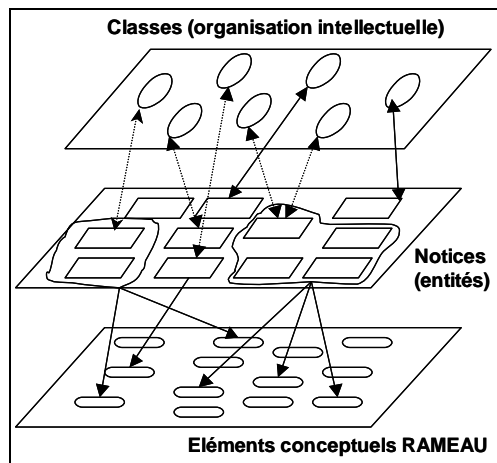 Classes (organisation intellectuelle)
Notices
(entités)
Eléments conceptuels RAMEAU